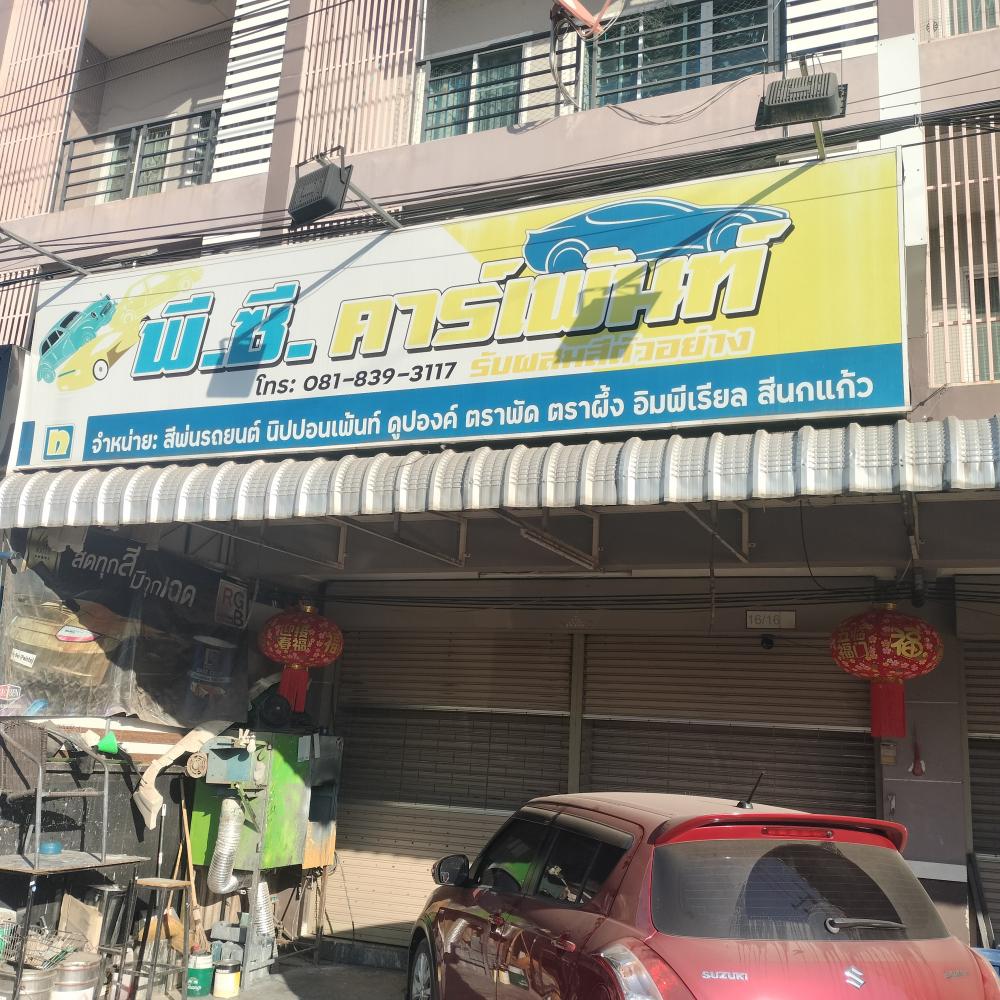 พี.ซี. คาร์เพ้นท์
โทร: 081-839-3117 รับผสมสีตัวอย่าง
n จำหน่าย: สีพ่นรถยนต์ นิปปอนเพ้นท์ ดูปองค์ ตราพัด ตราผึ้ง อิมพีเรียล สีนกแก้ว
สดทุกสี
RG
B
16/16
福
福
SUZUKI